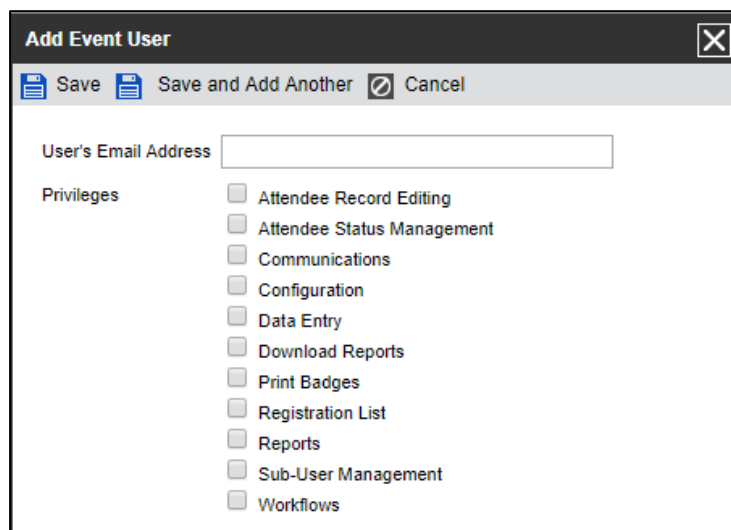 Add Event User
Save Save and Add Another Cancel
User's Email Address
Privileges
Attendee Record Editing
Attendee Status Management
Communications
Configuration
Data Entry
Download Reports
Print Badges
Registration List
Reports
Sub-User Management
Workflows